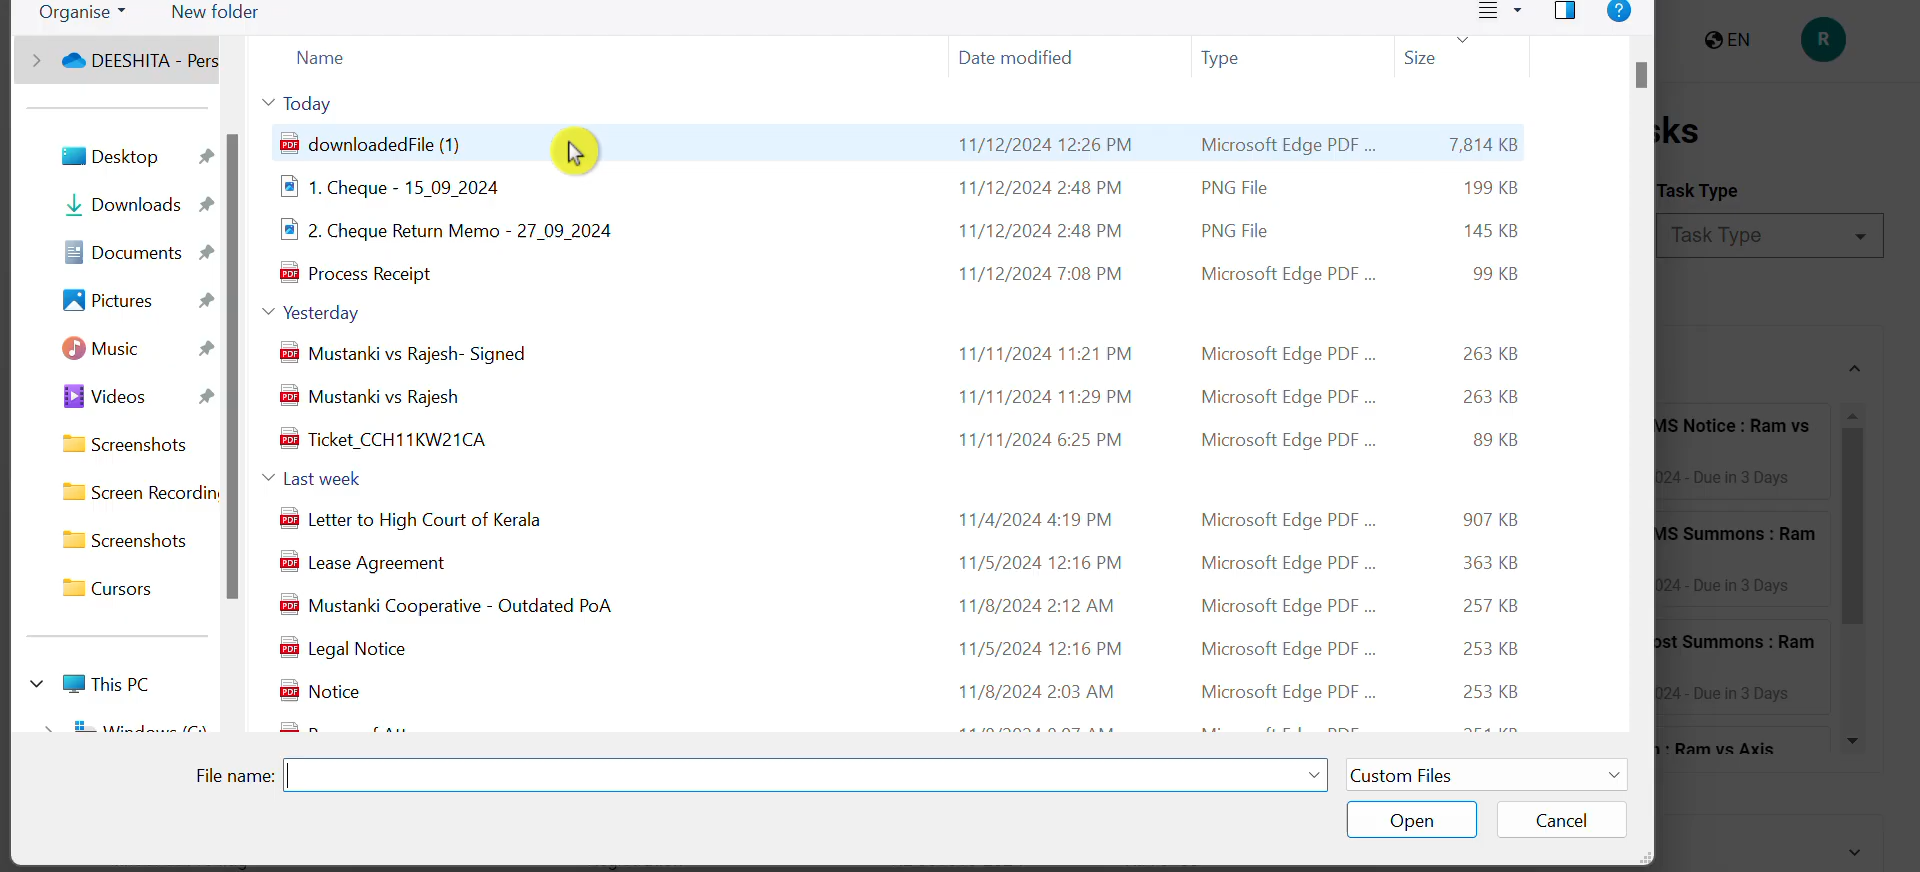 Organise New folder
EN R
DEESHITA - Pers
Name Date modified Type Size
Today
downloadedFile (1) 11/12/2024 12:26 PM Microsoft Edge PDF ... 7,814 KB
1. Cheque - 15_09_2024 11/12/2024 2:48 PM PNG File 199 KB
2. Cheque Return Memo - 27_09_2024 11/12/2024 2:48 PM PNG File 145 KB
Process Receipt 11/12/2024 7:08 PM Microsoft Edge PDF ... 99 KB
Yesterday
Mustanki vs Rajesh- Signed 11/11/2024 11:21 PM Microsoft Edge PDF ... 263 KB
Mustanki vs Rajesh 11/11/2024 11:29 PM Microsoft Edge PDF ... 263 KB
Ticket_CCH11KW21CA 11/11/2024 6:25 PM Microsoft Edge PDF ... 89 KB
Last week
Letter to High Court of Kerala 11/4/2024 4:19 PM Microsoft Edge PDF ... 907 KB
Lease Agreement 11/5/2024 12:16 PM Microsoft Edge PDF ... 363 KB
Mustanki Cooperative - Outdated PoA 11/8/2024 2:12 AM Microsoft Edge PDF ... 257 KB
Legal Notice 11/5/2024 12:16 PM Microsoft Edge PDF ... 253 KB
Notice 11/8/2024 2:03 AM Microsoft Edge PDF ... 253 KB
Desktop
Downloads
Documents
Pictures
Music
Videos
Screenshots
Screen Recordin
Screenshots
Cursors
This PC
Windows (C:)
File name: Custom Files
Open Cancel
sks
Task Type
Task Type
MS Notice : Ram vs
024 - Due in 3 Days
MS Summons : Ram
024 - Due in 3 Days
ost Summons : Ram
024 - Due in 3 Days
: Ram vs Axis